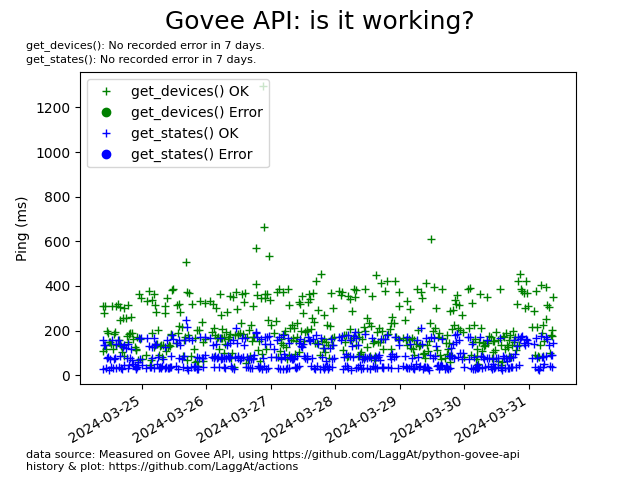 Govee API: is it working?
get_devices(): No recorded error in 7 days.
get_states(): No recorded error in 7 days.
get_devices() OK
get_devices() Error
get_states() OK
get_states() Error
Ping (ms)
1200
1000
800
600
400
200
0
2024-03-25
2024-03-26
2024-03-27
2024-03-28
2024-03-29
2024-03-30
2024-03-31
data source: Measured on Govee API, using https://github.com/LaggAt/python-govee-api
history & plot: https://github.com/LaggAt/actions